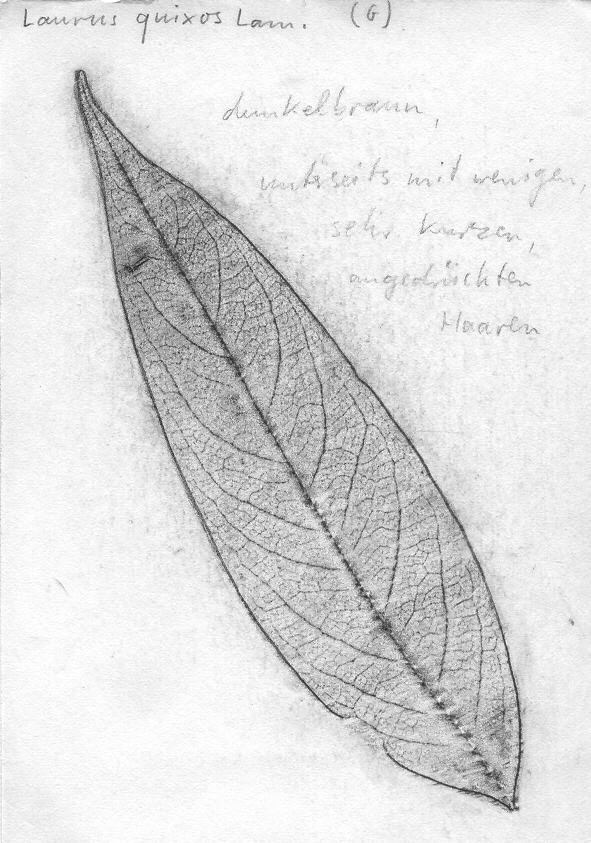 Laurus quixos Lam. (G)
dunkelbraun,
unterseits mit wenigen,
sehr kurzen,
angedrückten
Haaren